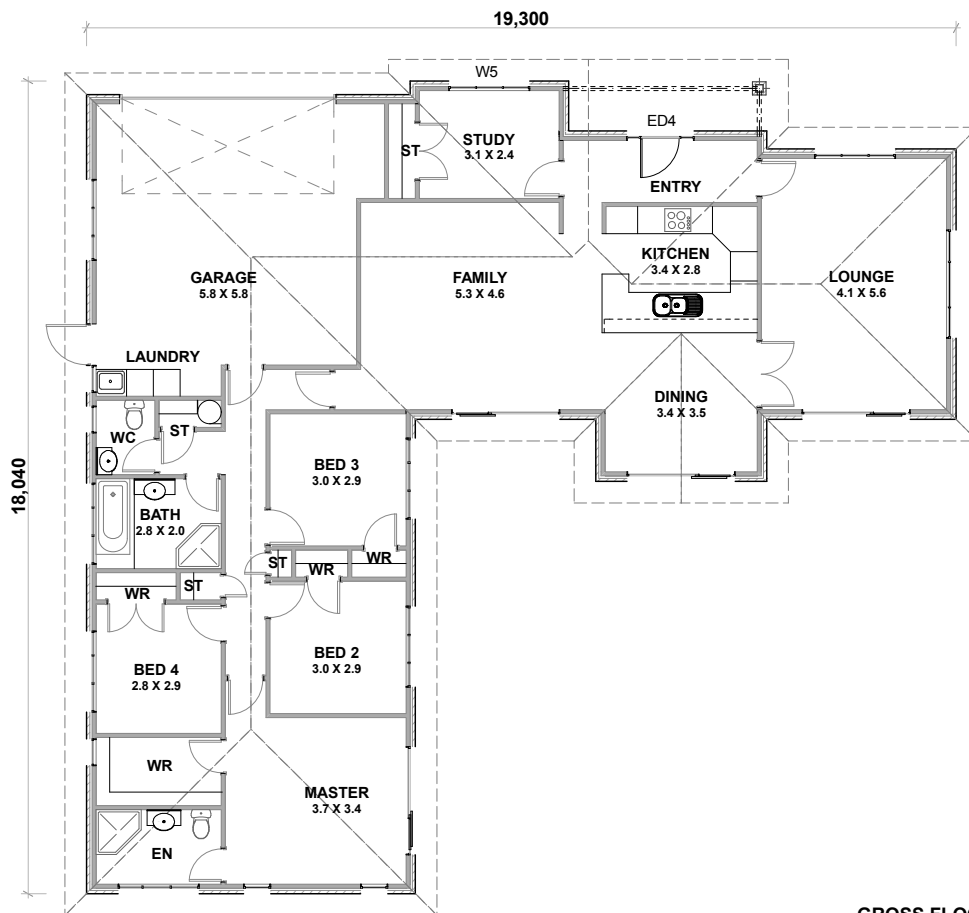 19,300
W5
ED4
STUDY
3.1 X 2.4
ST
ENTRY
KITCHEN
3.4 X 2.8
GARAGE
5.8 X 5.8
FAMILY
5.3 X 4.6
LOUNGE
4.1 X 5.6
LAUNDRY
DINING
3.4 X 3.5
WC
ST
BED 3
3.0 X 2.9
18,040
BATH
2.8 X 2.0
ST
WR
WR
WR
ST
BED 2
3.0 X 2.9
BED 4
2.8 X 2.9
WR
MASTER
3.7 X 3.4
EN